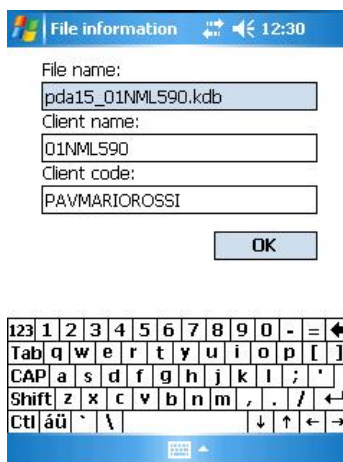 File information 12:30
File name:
pda15_01NML590.kdb
Client name:
01NML590
Client code:
PAVMARIOROSSI
OK
123 1 2 3 4 5 6 7 8 9 0 - =
Tab q w e r t y u i o p [ ]
CAP a s d f g h j k l ; '
Shift z x c v b n m , . /
Ctl áü ` \ ↓ ↑ ← →